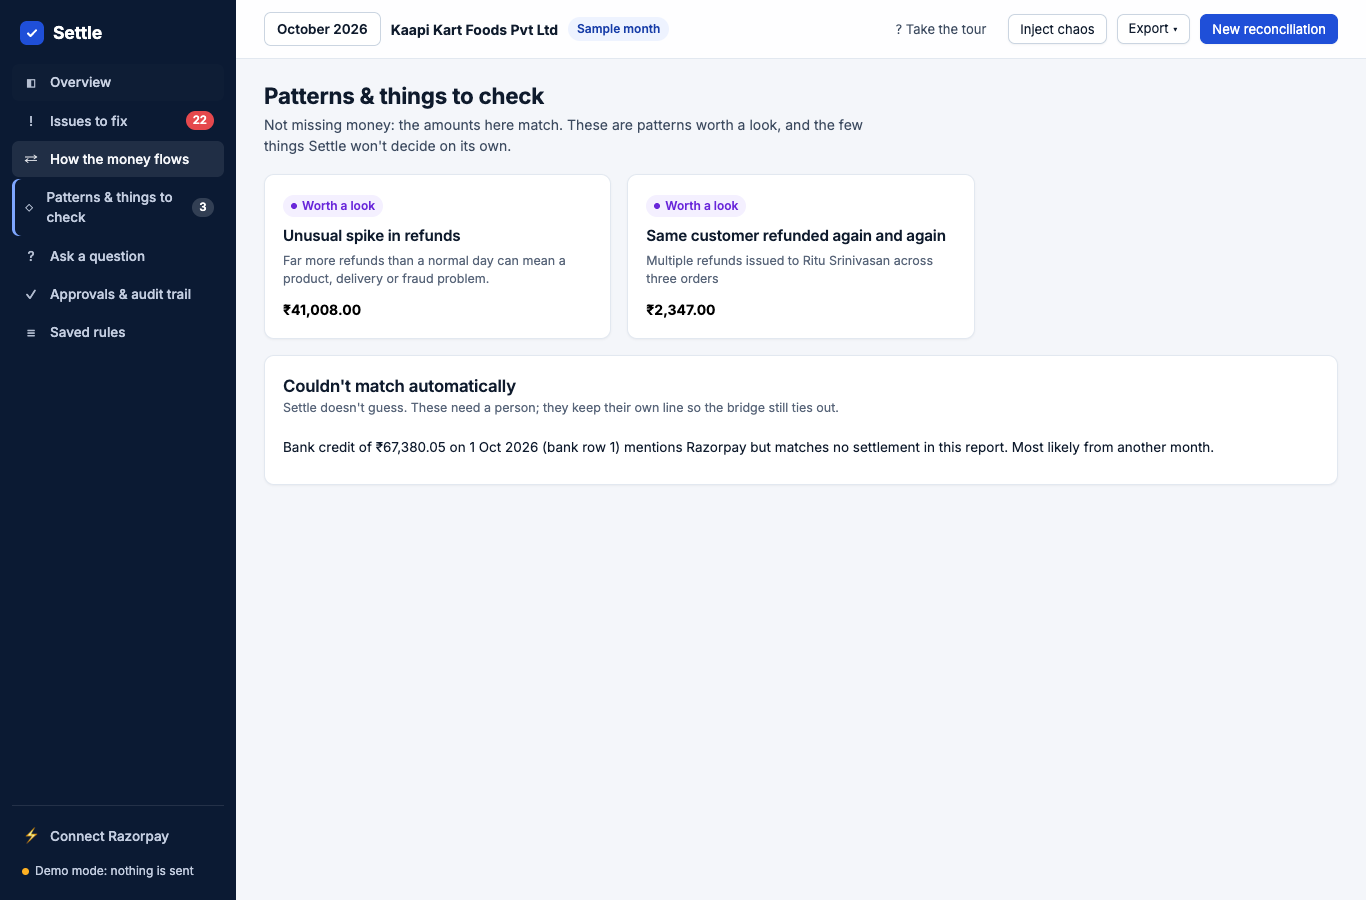 Settle
Overview
! Issues to fix 22
How the money flows
Patterns & things to
check
3
? Ask a question
Approvals & audit trail
Saved rules
Connect Razorpay
Demo mode: nothing is sent
October 2026 Kaapi Kart Foods Pvt Ltd Sample month ? Take the tour Inject chaos Export New reconciliation
Patterns & things to check
Not missing money: the amounts here match. These are patterns worth a look, and the few
things Settle won't decide on its own.
Worth a look
Unusual spike in refunds
Far more refunds than a normal day can mean a
product, delivery or fraud problem.
₹41,008.00
Worth a look
Same customer refunded again and again
Multiple refunds issued to Ritu Srinivasan across
three orders
₹2,347.00
Couldn't match automatically
Settle doesn't guess. These need a person; they keep their own line so the bridge still ties out.
Bank credit of ₹67,380.05 on 1 Oct 2026 (bank row 1) mentions Razorpay but matches no settlement in this report. Most likely from another month.